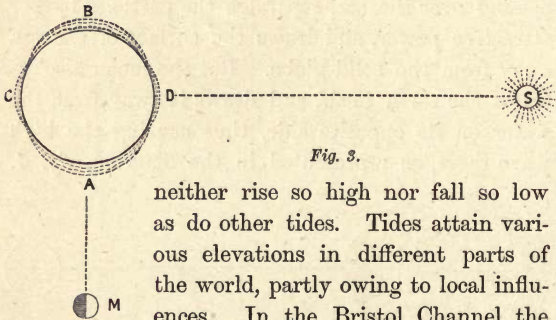 B
C
D
S
Fig. 3.
A
neither rise so high nor fall so low
as do other tides. Tides attain vari-
ous elevations in different parts of
the world, partly owing to local influ-
M
ences. In the Bristol Channel the